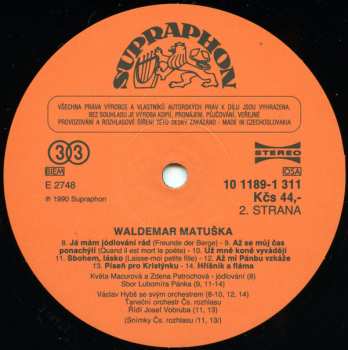 SUPRAPHON
VŠECHNA PRÁVA VÝROBCE A VLASTNÍKŮ AUTORSKÝCH PRÁV K DÍLU JSOU VYHRAZENA.
BEZ SOUHLASU JE VÝROBA KOPIÍ, PRONÁJEM, PŮJČOVÁNÍ, VEŘEJNÉ
PROVOZOVÁNÍ A ROZHLASOVÉ ŠÍŘENÍ TÉTO DESKY ZAKÁZÁNO - MADE IN CZECHOSLOVAKIA
33
STEREO
BIEM
OSA
E 2748
10 1189-1 311
Kčs 44,-
℗ 1990 Supraphon
2. STRANA
WALDEMAR MATUŠKA
8. Já mám jódlování rád (Freunde der Berge) - 9. Až se můj čas
ponachýlí (Quand il est mort le poéte) - 10. Už mně koně vyvádějí
11. Sbohem, lásko (Laisse-moi petite fille) - 12. Až mi Pánbu vzkáže
13. Píseň pro Kristýnku - 14. Hříšník a fláma
Květa Macurová a Zdena Patrochová - jódlování (8)
Sbor Lubomíra Pánka (9, 11-14)
Václav Hybš se svým orchestrem (8-10, 12, 14)
Taneční orchestr Čs. rozhlasu
Řídí Josef Vobruba (11, 13)
(Snímky Čs. rozhlasu /11, 13/)